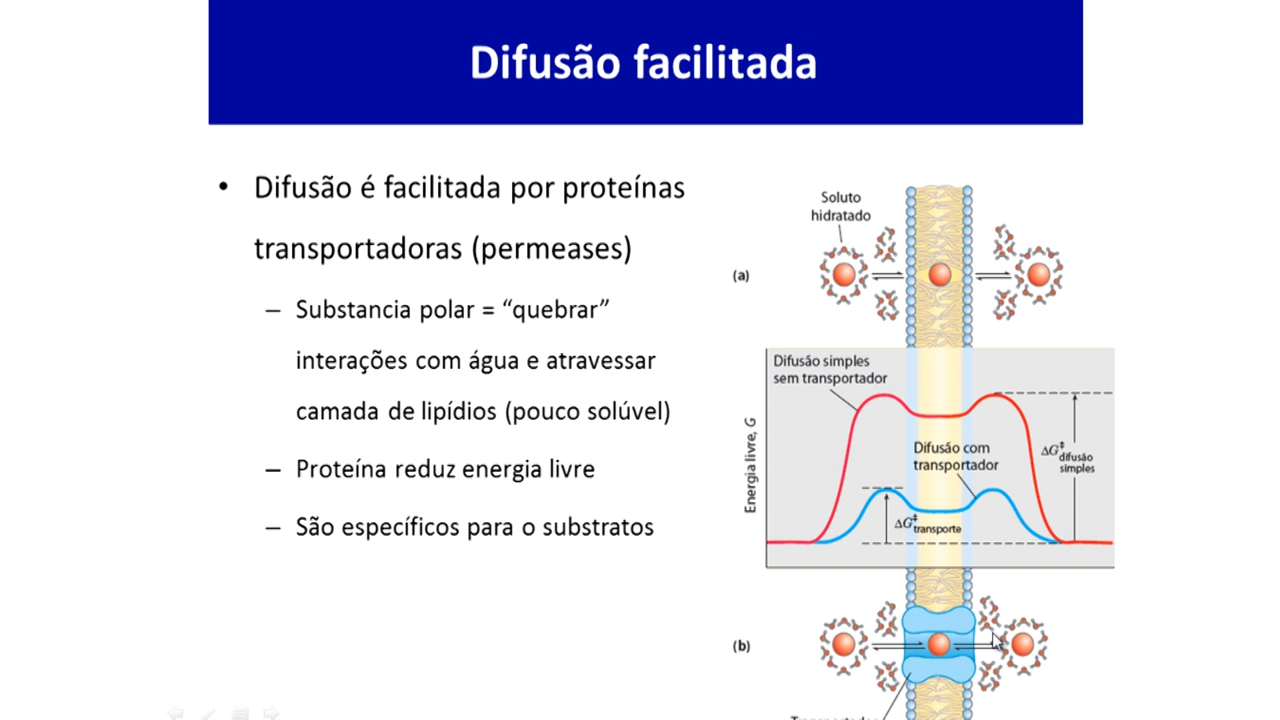 Difusão facilitada
• Difusão é facilitada por proteínas
transportadoras (permeases)
– Substancia polar = “quebrar”
interações com água e atravessar
camada de lipídios (pouco solúvel)
– Proteína reduz energia livre
– São específicos para o substratos
Soluto
hidratado
(a)
Difusão simples
sem transportador
Energia livre, G
Difusão com
transportador
ΔG‡difusão
simples
ΔG‡transporte
(b)
Transportador